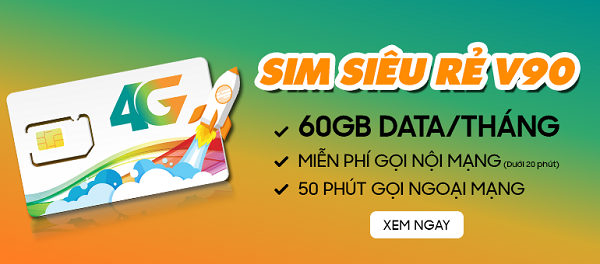 4G
SIM SIÊU RẺ V90
60GB DATA/THÁNG
MIỄN PHÍ GỌI NỘI MẠNG (Dưới 20 phút)
50 PHÚT GỌI NGOẠI MẠNG
XEM NGAY